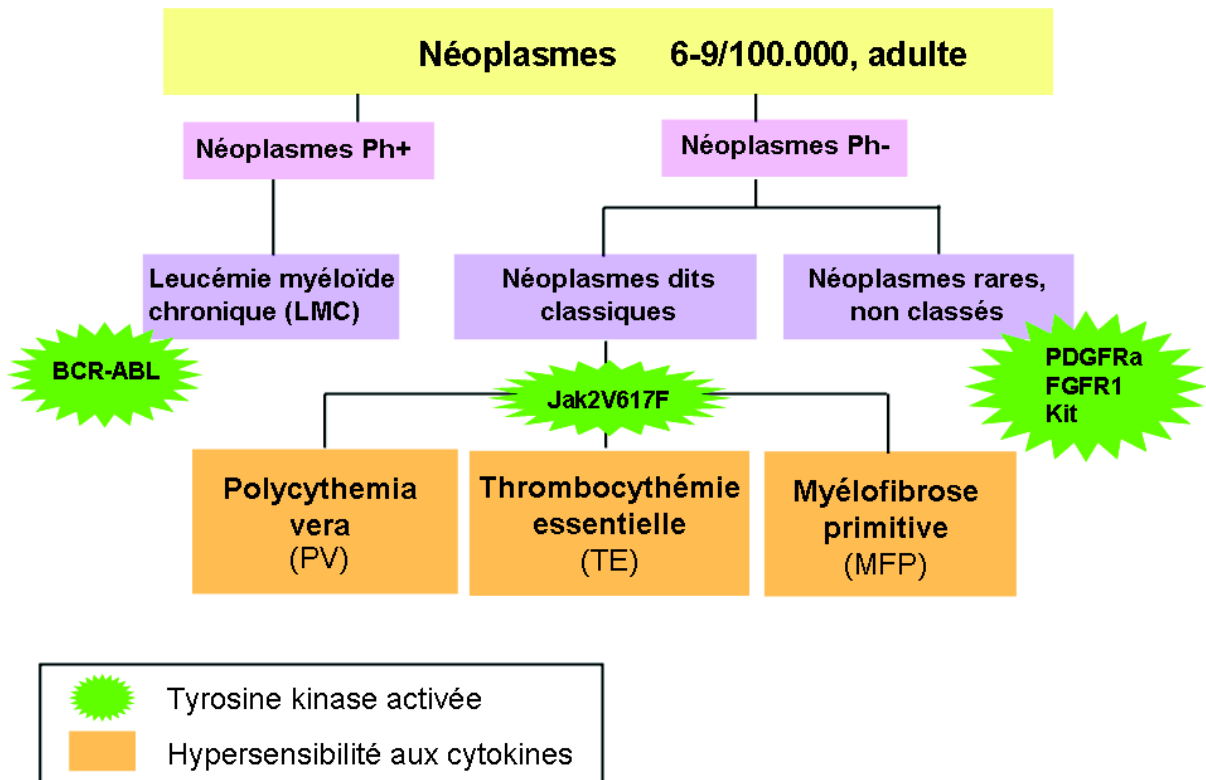 Néoplasmes 6-9/100.000, adulte
Néoplasmes Ph+
Néoplasmes Ph-
Leucémie myéloïde
chronique (LMC)
Néoplasmes dits
classiques
Néoplasmes rares,
non classés
BCR-ABL
Jak2V617F
PDGFRa
FGFR1
Kit
Polycythemia
vera
(PV)
Thrombocythémie
essentielle
(TE)
Myélofibrose
primitive
(MFP)
Tyrosine kinase activée
Hypersensibilité aux cytokines